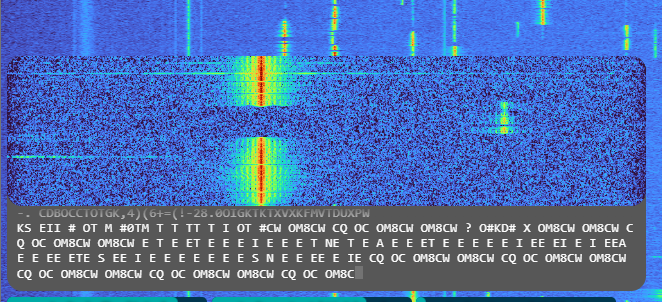 -. CDBOCCTOTGK,4)(6+=(!-28.0OIGKTKTXVXKFMVTDUXPW
KS EII # OT M #0TM T T TT T I OT #CW OM8CW CQ OC OM8CW OM8CW OM8CW ? O#KD# X OM8CW OM8CW C
Q OC OM8CW OM8CW E T E ET E E E I E E E T NE T E A E E ET E E E E E I EE EI E I EEA
E E EE ETE S EE I E E E E E E E S N E E E E E IE CQ OC OM8CW OM8CW CQ OC OM8CW OM8CW
CQ OC OM8CW OM8CW CQ OC OM8CW OM8CW CQ OC OM8C